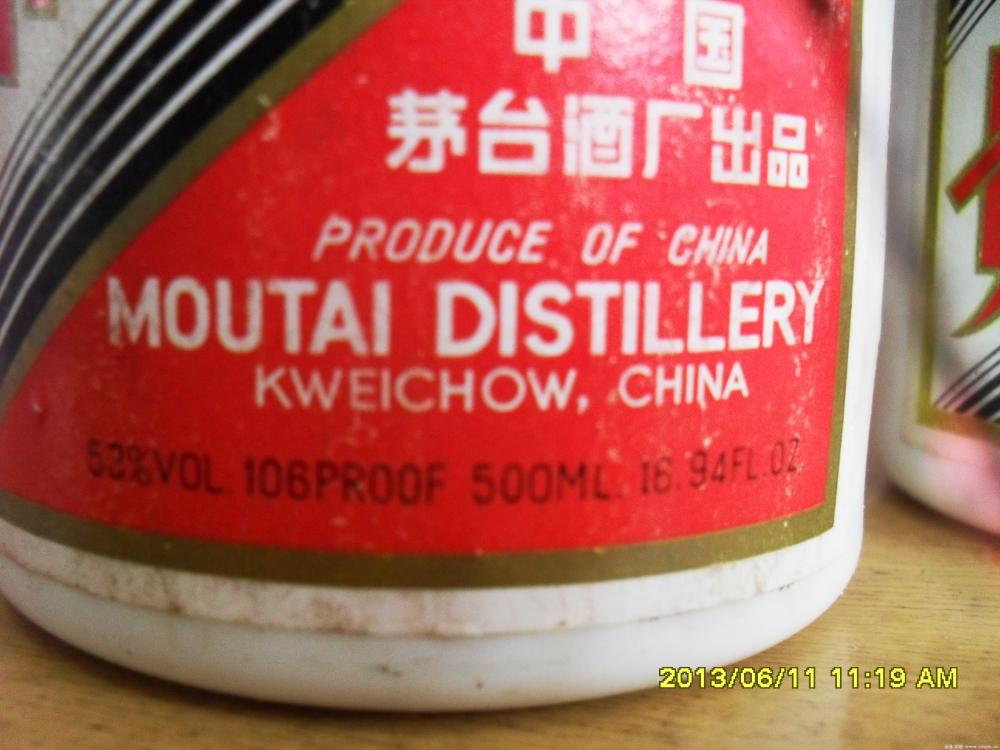 中国
茅台酒厂出品
PRODUCE OF CHINA
MOUTAI DISTILLERY
KWEICHOW, CHINA
53%VOL. 106PROOF 500ML. 16.94FL.OZ
2013/06/11 11:19 AM